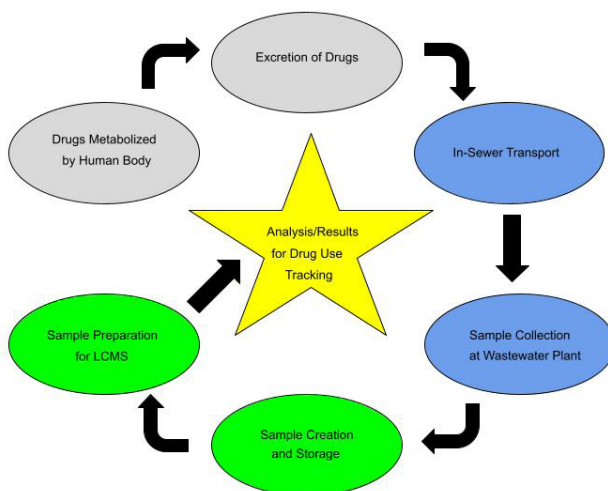 Excretion of Drugs
Drugs Metabolized
by Human Body
In-Sewer Transport
Analysis/Results
for Drug Use
Tracking
Sample Preparation
for LCMS
Sample Collection
at Wastewater Plant
Sample Creation
and Storage